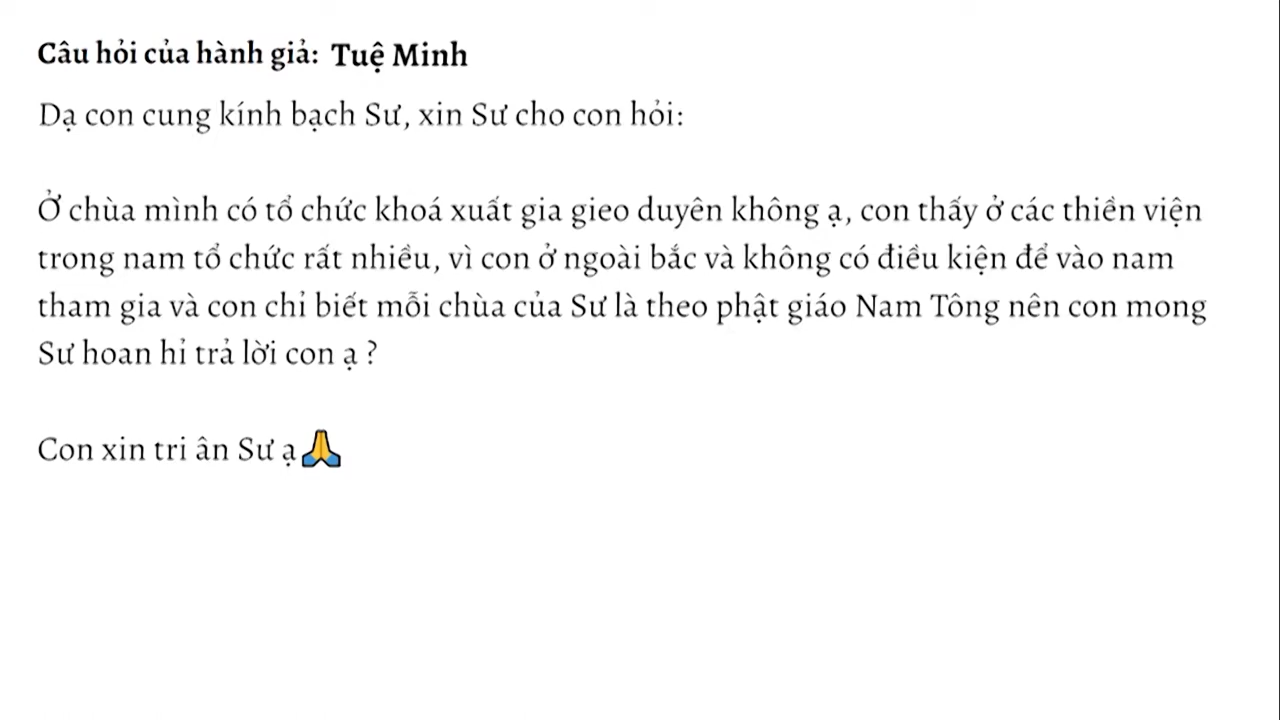 Câu hỏi của hành giả: Tuệ Minh
Dạ con cung kính bạch Sư, xin Sư cho con hỏi:
Ở chùa mình có tổ chức khoá xuất gia gieo duyên không ạ, con thấy ở các thiền viện
trong nam tổ chức rất nhiều, vì con ở ngoài bắc và không có điều kiện để vào nam
tham gia và con chỉ biết mỗi chùa của Sư là theo phật giáo Nam Tông nên con mong
Sư hoan hỉ trả lời con ạ ?
Con xin tri ân Sư ạ🙏